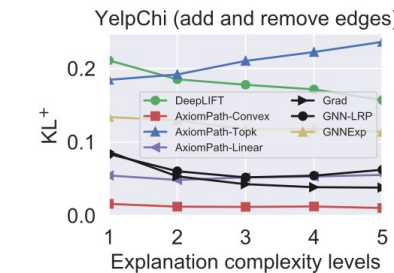 YelpChi (add and remove edges)
KL+
0.2
0.1
0.0
DeepLIFT
AxiomPath-Convex
AxiomPath-Topk
AxiomPath-Linear
Grad
GNN-LRP
GNNExp
1 2 3 4 5
Explanation complexity levels